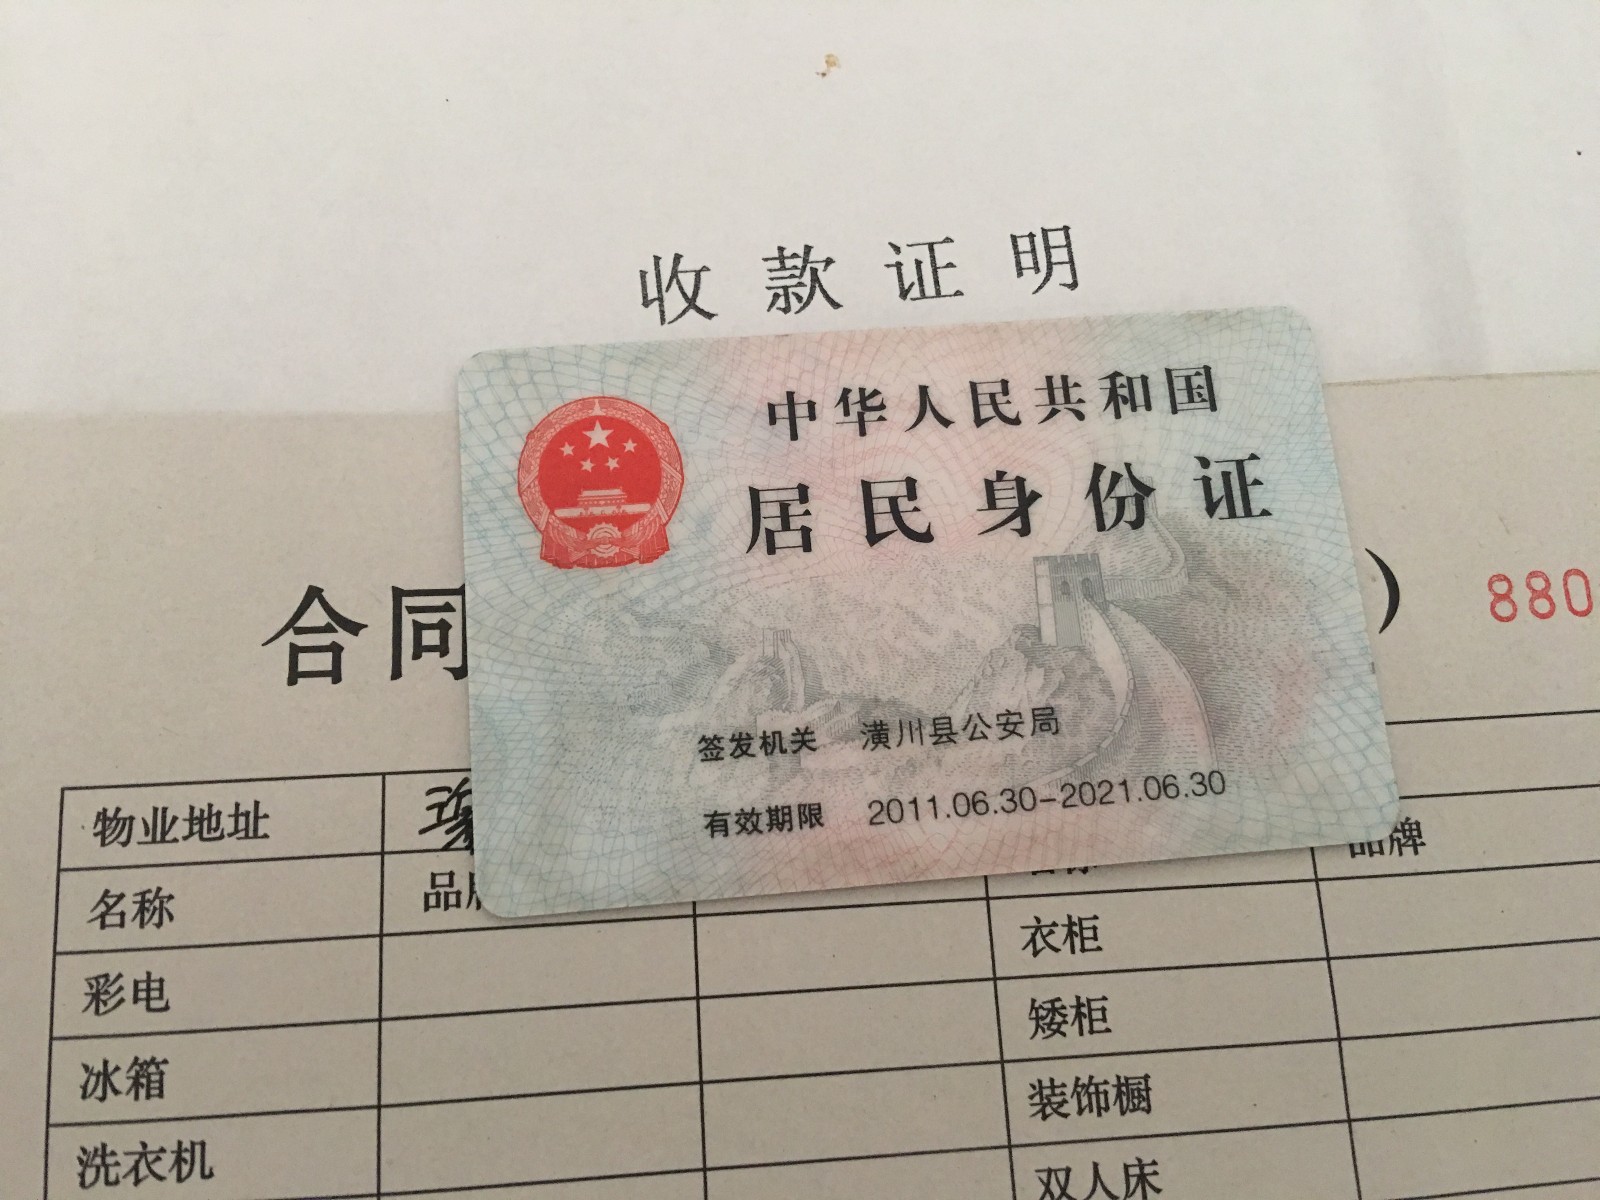 收款证明
中华人民共和国
居民身份证
签发机关 潢川县公安局
有效期限 2011.06.30-2021.06.30
合同 ） 880
物业地址
名称 品 品牌
彩电 衣柜
冰箱 矮柜
洗衣机 装饰橱
双人床